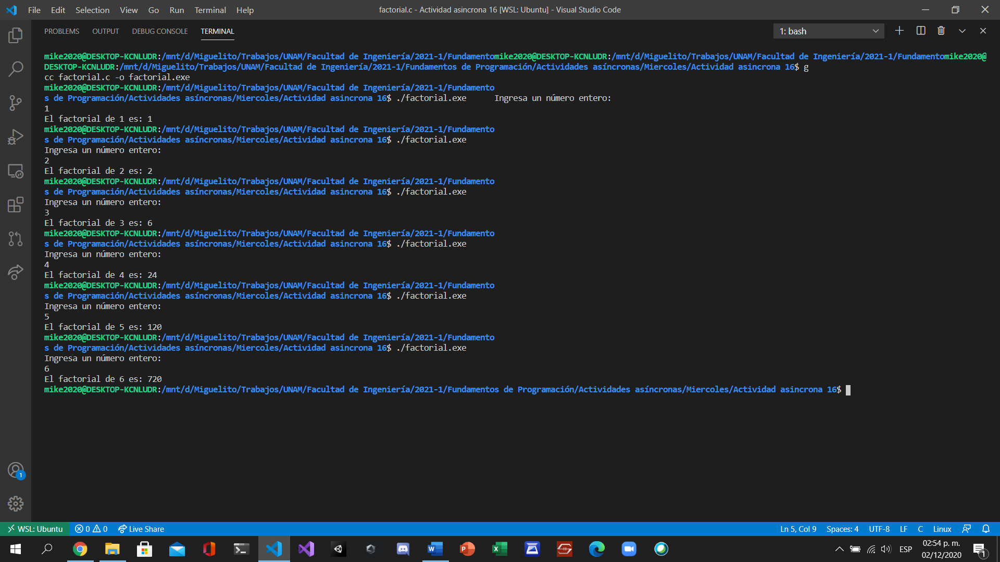 File Edit Selection View Go Run Terminal Help
factorial.c - Actividad asincrona 16 [WSL: Ubuntu] - Visual Studio Code
PROBLEMS OUTPUT DEBUG CONSOLE TERMINAL
1: bash
mike2020@DESKTOP-KCNLUDR:/mnt/d/Miguelito/Trabajos/UNAM/Facultad de Ingeniería/2021-1/Fundamentomike2020@DESKTOP-KCNLUDR:/mnt/d/Miguelito/Trabajos/UNAM/Facultad de Ingeniería/2021-1/Fundamentomike2020@
DESKTOP-KCNLUDR:/mnt/d/Miguelito/Trabajos/UNAM/Facultad de Ingeniería/2021-1/Fundamentos de Programación/Actividades asíncronas/Miercoles/Actividad asincrona 16$ g
cc factorial.c -o factorial.exe
mike2020@DESKTOP-KCNLUDR:/mnt/d/Miguelito/Trabajos/UNAM/Facultad de Ingeniería/2021-1/Fundamento
s de Programación/Actividades asíncronas/Miercoles/Actividad asincrona 16$ ./factorial.exe      Ingresa un número entero:
1
El factorial de 1 es: 1
mike2020@DESKTOP-KCNLUDR:/mnt/d/Miguelito/Trabajos/UNAM/Facultad de Ingeniería/2021-1/Fundamento
s de Programación/Actividades asíncronas/Miercoles/Actividad asincrona 16$ ./factorial.exe
Ingresa un número entero:
2
El factorial de 2 es: 2
mike2020@DESKTOP-KCNLUDR:/mnt/d/Miguelito/Trabajos/UNAM/Facultad de Ingeniería/2021-1/Fundamento
s de Programación/Actividades asíncronas/Miercoles/Actividad asincrona 16$ ./factorial.exe
Ingresa un número entero:
3
El factorial de 3 es: 6
mike2020@DESKTOP-KCNLUDR:/mnt/d/Miguelito/Trabajos/UNAM/Facultad de Ingeniería/2021-1/Fundamento
s de Programación/Actividades asíncronas/Miercoles/Actividad asincrona 16$ ./factorial.exe
Ingresa un número entero:
4
El factorial de 4 es: 24
mike2020@DESKTOP-KCNLUDR:/mnt/d/Miguelito/Trabajos/UNAM/Facultad de Ingeniería/2021-1/Fundamento
s de Programación/Actividades asíncronas/Miercoles/Actividad asincrona 16$ ./factorial.exe
Ingresa un número entero:
5
El factorial de 5 es: 120
mike2020@DESKTOP-KCNLUDR:/mnt/d/Miguelito/Trabajos/UNAM/Facultad de Ingeniería/2021-1/Fundamento
s de Programación/Actividades asíncronas/Miercoles/Actividad asincrona 16$ ./factorial.exe
Ingresa un número entero:
6
El factorial de 6 es: 720
mike2020@DESKTOP-KCNLUDR:/mnt/d/Miguelito/Trabajos/UNAM/Facultad de Ingeniería/2021-1/Fundamentos de Programación/Actividades asíncronas/Miercoles/Actividad asincrona 16$
1
WSL: Ubuntu 0 0 Live Share
Ln 5, Col 9 Spaces: 4 UTF-8 LF C Linux
W P X
ESP
02:54 p. m.
02/12/2020
1